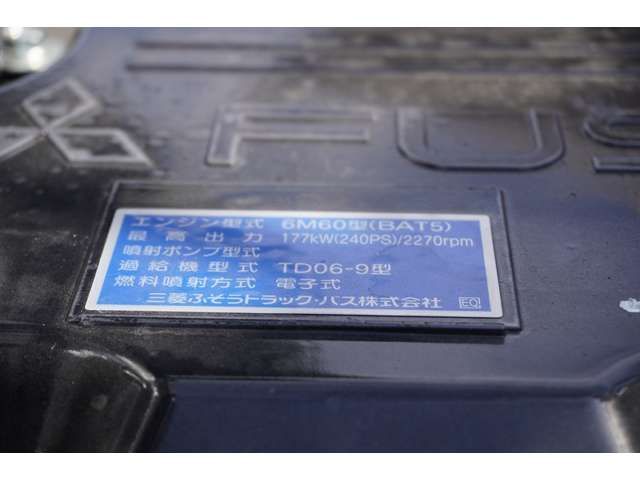 FUS
エンジン型式 6M60型(BAT5)
最高出力 177kW(240PS)/2270rpm
噴射ポンプ型式
過給機型式 TD06-9型
燃料噴射方式 電子式
三菱ふそうトラック・バス株式会社 EQ